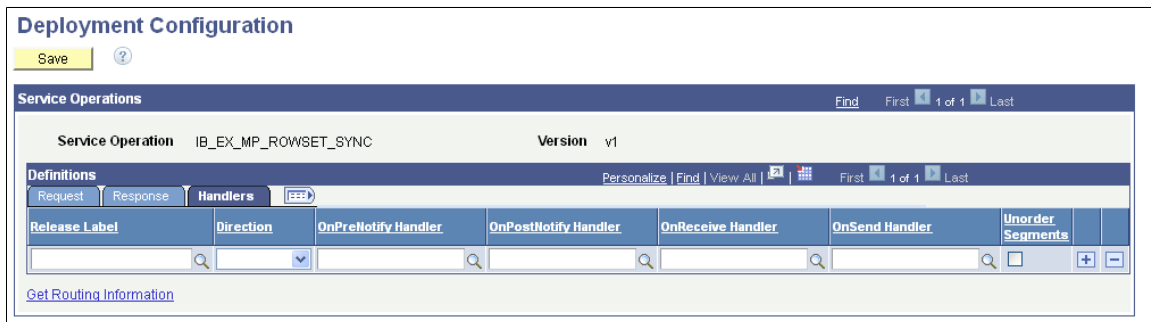 Deployment Configuration
Save ?
Service Operations Find First 1 of 1 Last
Service Operation IB_EX_MP_ROWSET_SYNC Version v1
Definitions Personalize | Find | View All | | First 1 of 1 Last
Request Response Handlers
Release Label Direction OnPreNotify Handler OnPostNotify Handler OnReceive Handler OnSend Handler Unorder
Segments
Get Routing Information